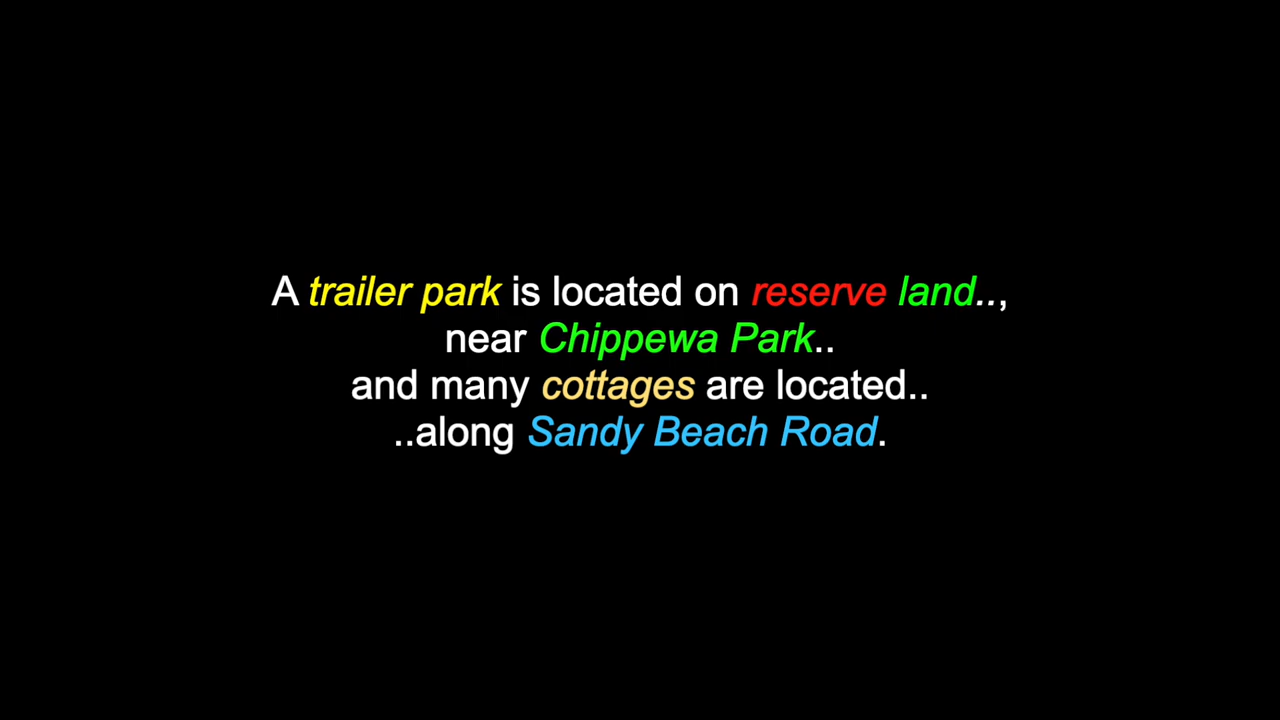 A trailer park is located on reserve land..,
near Chippewa Park..
and many cottages are located..
..along Sandy Beach Road.